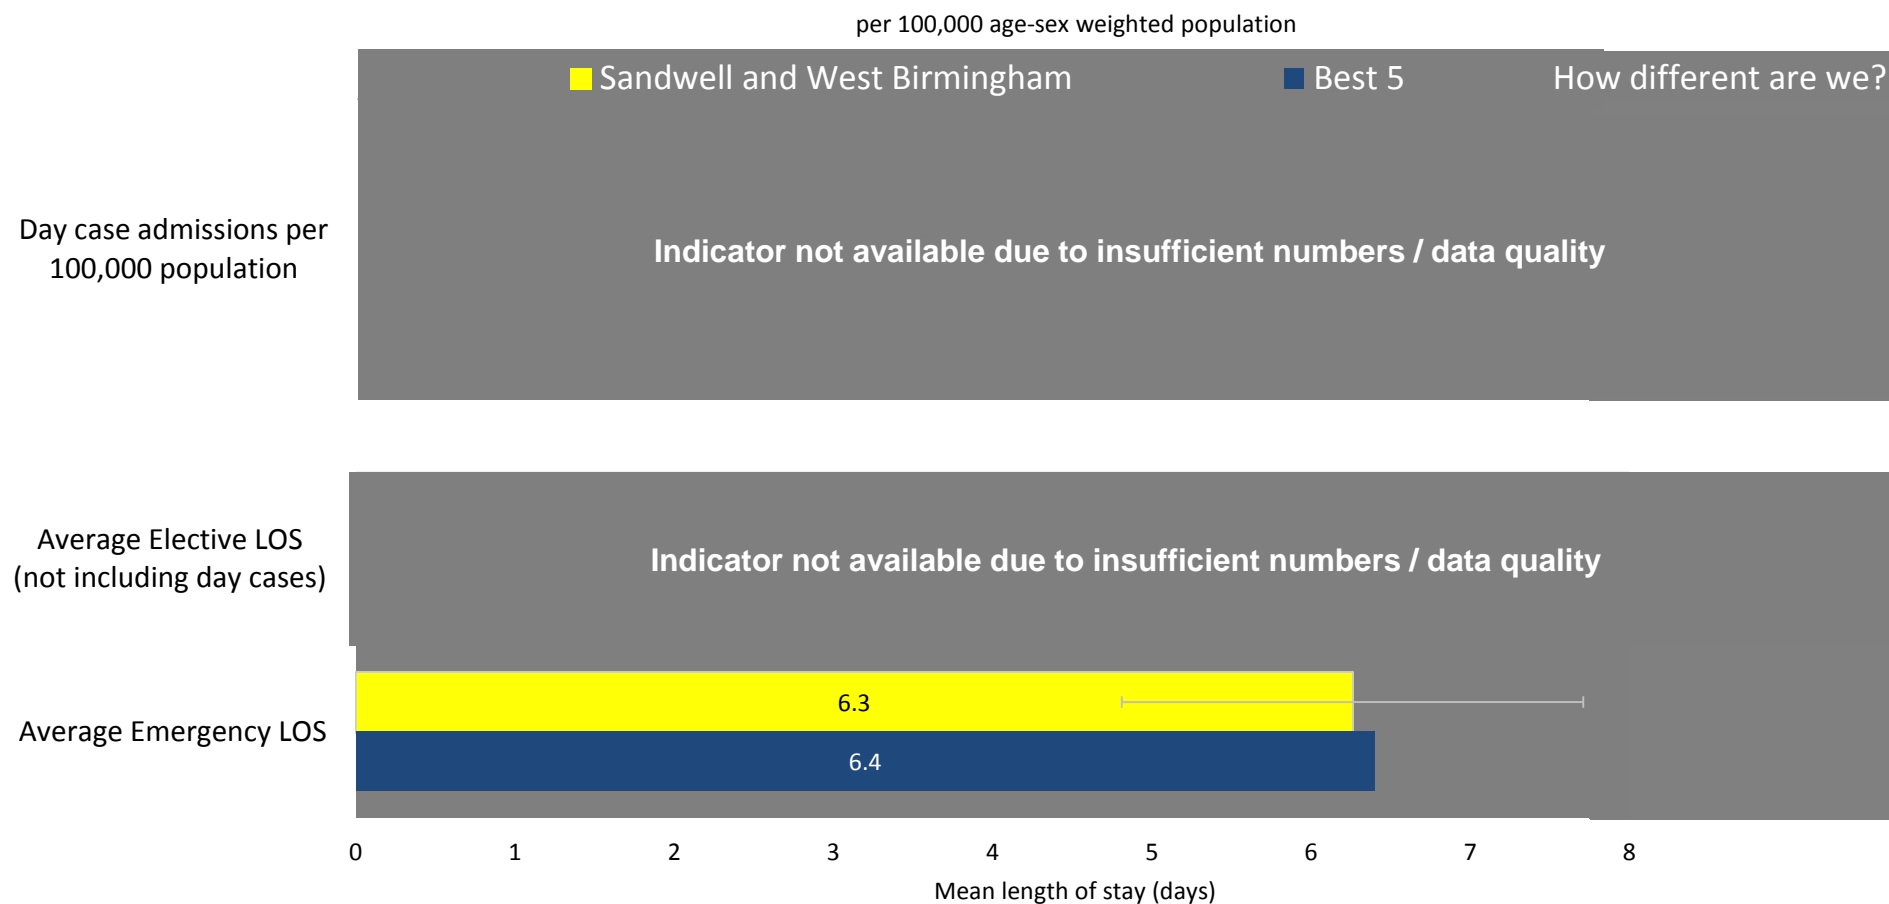 per 100,000 age-sex weighted population
Sandwell and West Birmingham
Best 5
How different are we?
Day case admissions per
100,000 population
Indicator not available due to insufficient numbers / data quality
Average Elective LOS
(not including day cases)
Indicator not available due to insufficient numbers / data quality
Average Emergency LOS
6.3
6.4
0 1 2 3 4 5 6 7 8
Mean length of stay (days)